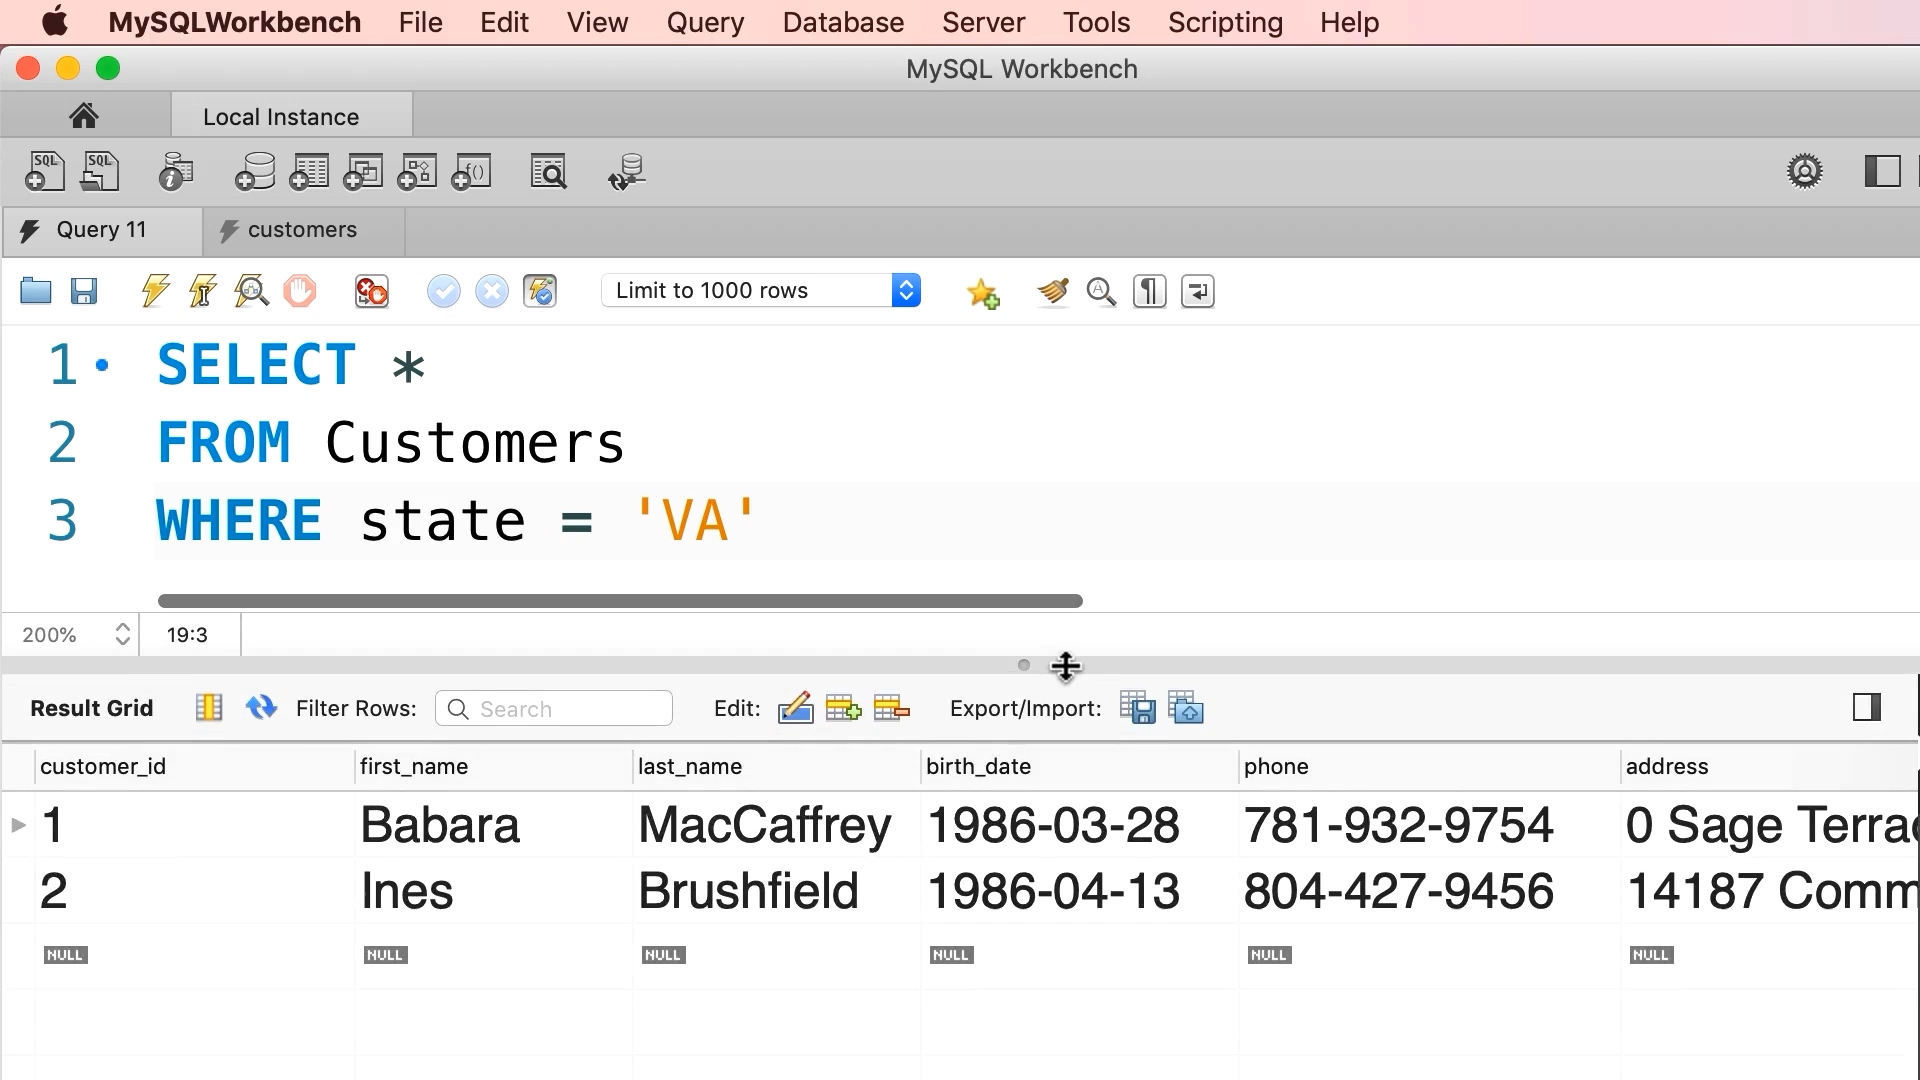 MySQLWorkbench File Edit View Query Database Server Tools Scripting Help
MySQL Workbench
Local Instance
SQL SQL
Query 11 customers
Limit to 1000 rows
1 SELECT *
2 FROM Customers
3 WHERE state = 'VA'
200% 19:3
Result Grid Filter Rows: Search Edit: Export/Import:
customer_id first_name last_name birth_date phone address
1 Babara MacCaffrey 1986-03-28 781-932-9754 0 Sage Terrac
2 Ines Brushfield 1986-04-13 804-427-9456 14187 Comm
NULL NULL NULL NULL NULL NULL